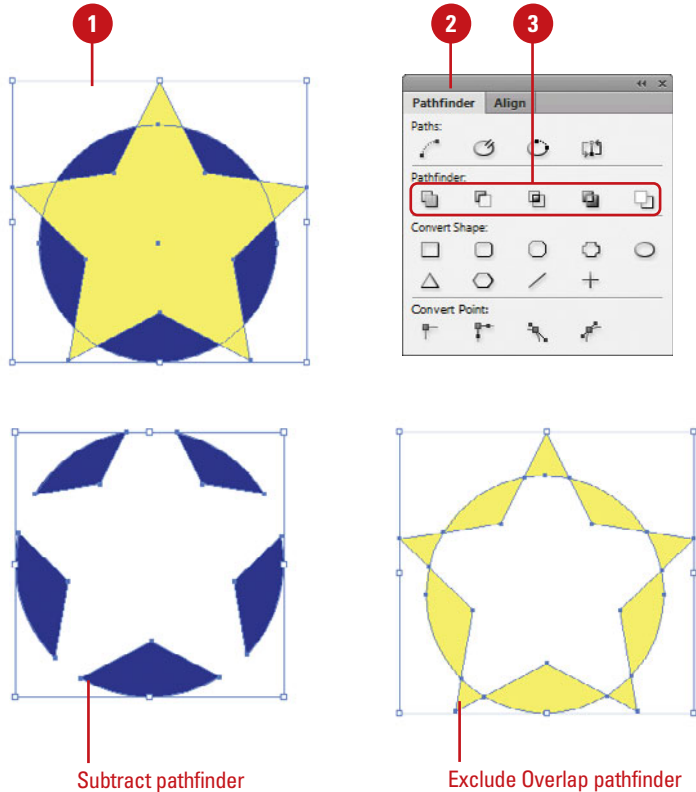 1
2
3
Pathfinder Align
Paths:
Pathfinder:
Convert Shape:
Convert Point:
Subtract pathfinder
Exclude Overlap pathfinder